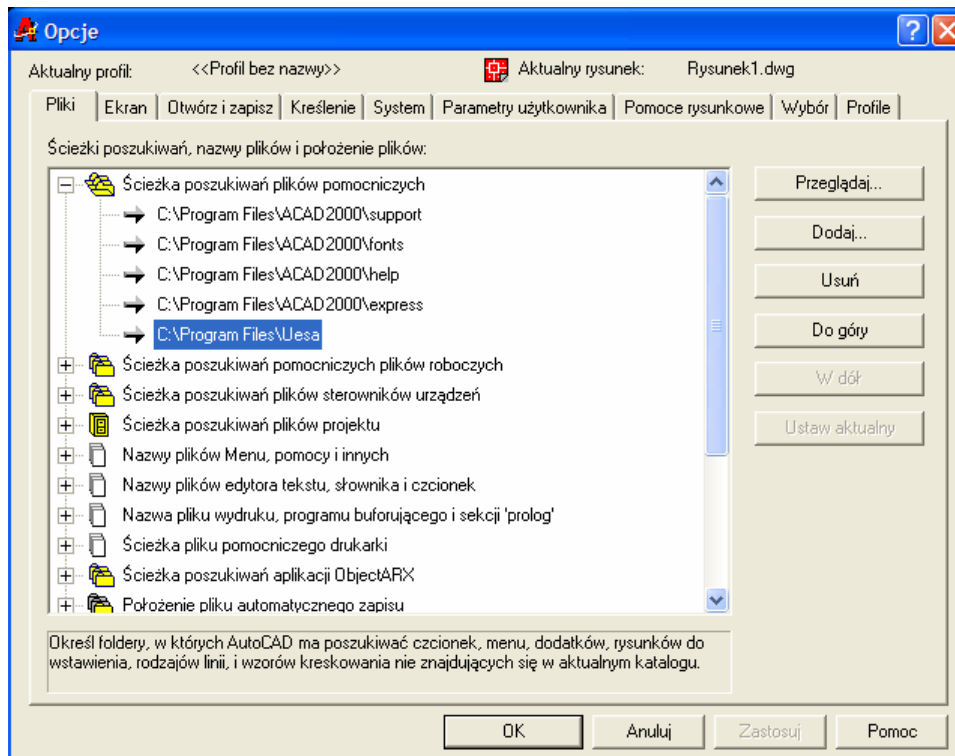 Opcje
Aktualny profil: <<Profil bez nazwy>> Aktualny rysunek: Rysunek1.dwg
Pliki Ekran Otwórz i zapisz Kreślenie System Parametry użytkownika Pomoce rysunkowe Wybór Profile
Ścieżki poszukiwań, nazwy plików i położenie plików:
Ścieżka poszukiwań plików pomocniczych
C:\Program Files\ACAD2000\support
C:\Program Files\ACAD2000\fonts
C:\Program Files\ACAD2000\help
C:\Program Files\ACAD2000\express
C:\Program Files\Uesa
Ścieżka poszukiwań pomocniczych plików roboczych
Ścieżka poszukiwań plików sterowników urządzeń
Ścieżka poszukiwań plików projektu
Nazwy plików Menu, pomocy i innych
Nazwy plików edytora tekstu, słownika i czcionek
Nazwa pliku wydruku, programu buforującego i sekcji 'prolog'
Ścieżka pliku pomocniczego drukarki
Ścieżka poszukiwań aplikacji ObjectARX
Położenie pliku automatycznego zapisu
Przeglądaj...
Dodaj...
Usuń
Do góry
W dół
Ustaw aktualny
Określ foldery, w których AutoCAD ma poszukiwać czcionek, menu, dodatków, rysunków do
wstawienia, rodzajów linii, i wzorów kreskowania nie znajdujących się w aktualnym katalogu.
OK Anuluj Zastosuj Pomoc